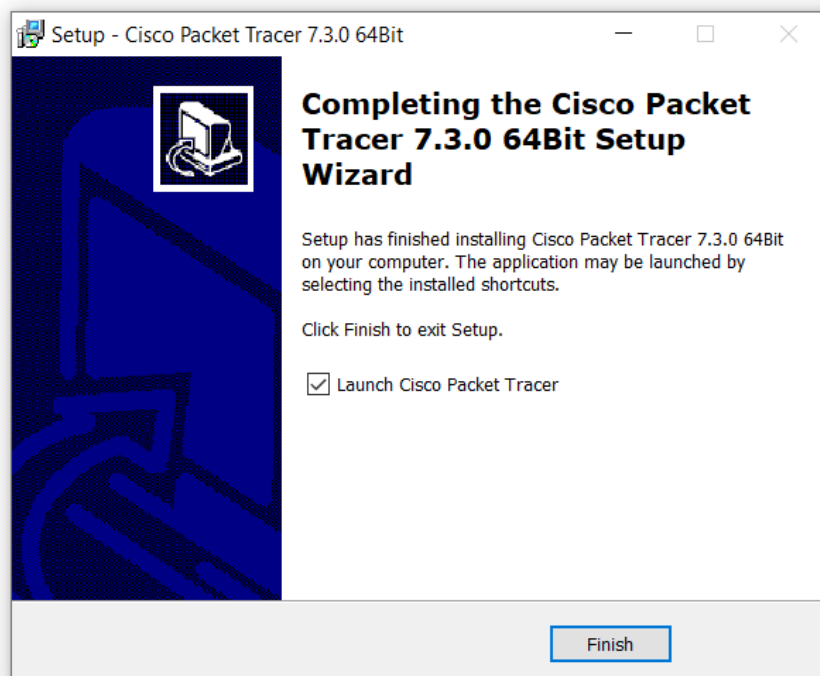 Setup - Cisco Packet Tracer 7.3.0 64Bit
Completing the Cisco Packet
Tracer 7.3.0 64Bit Setup
Wizard
Setup has finished installing Cisco Packet Tracer 7.3.0 64Bit
on your computer. The application may be launched by
selecting the installed shortcuts.
Click Finish to exit Setup.
Launch Cisco Packet Tracer
Finish